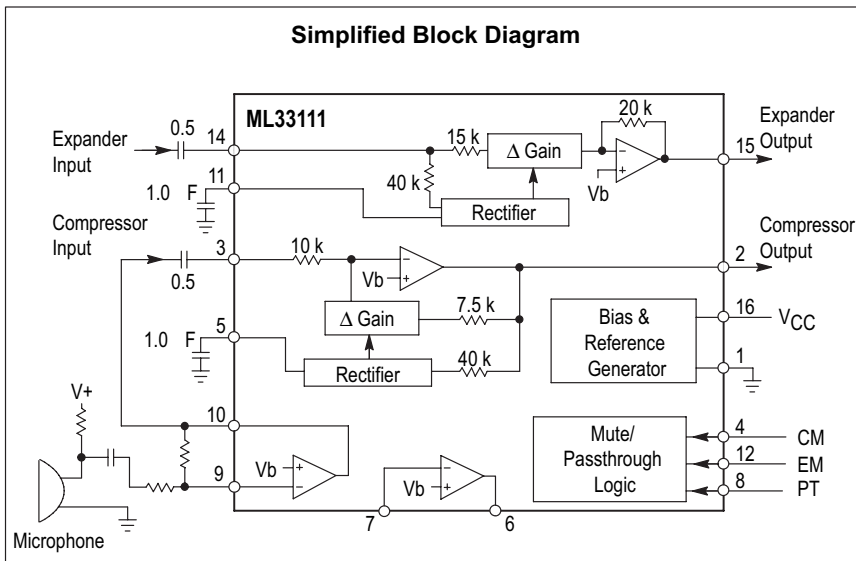 Simplified Block Diagram
ML33111
Expander
Input
0.5
14
15 k
Δ Gain
20 k
Vb
Expander
Output
15
11
1.0 F
40 k
Rectifier
Compressor
Input
0.5
3
10 k
Vb
Compressor
Output
2
Δ Gain
7.5 k
5
1.0 F
Rectifier
40 k
Bias &
Reference
Generator
16
VCC
1
V+
10
9
Vb
Microphone
Vb
7
6
Mute/
Passthrough
Logic
4
CM
12
EM
8
PT